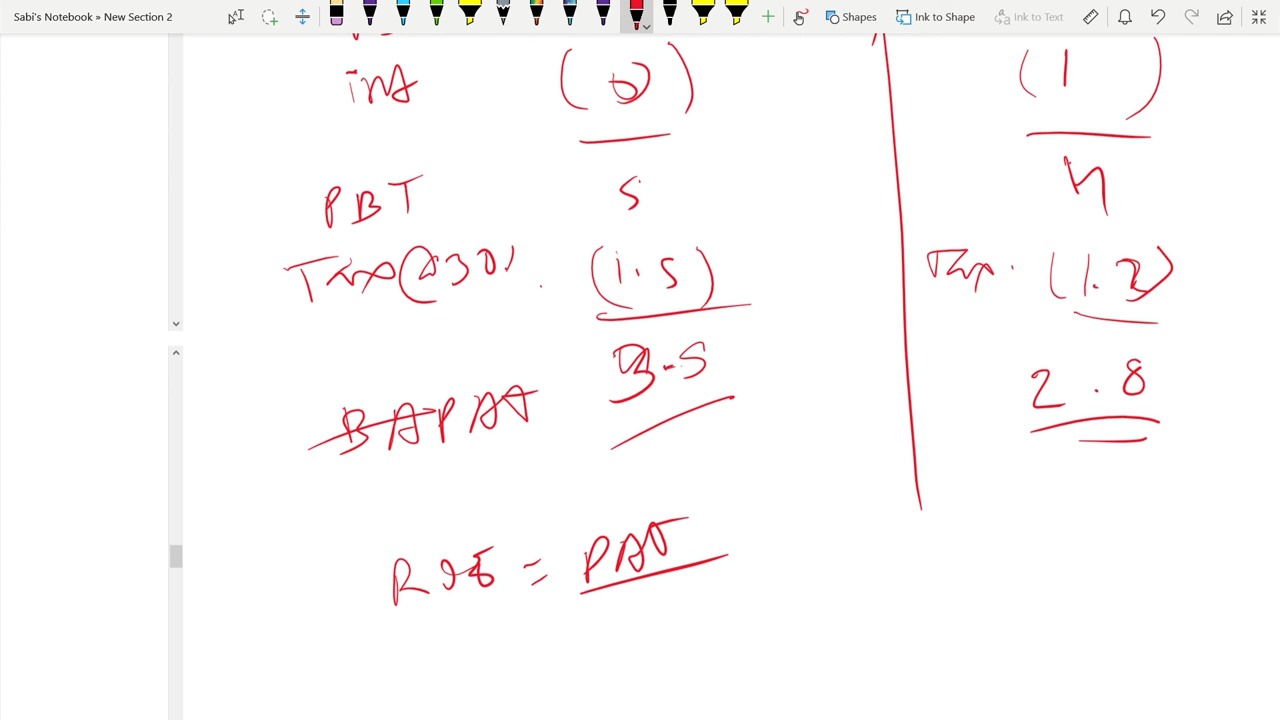 Sabi's Notebook » New Section 2
Shapes Ink to Shape Ink to Text
int (0) (1)
PBT 5 4
Tax@30% (1.5) Tax. (1.2)
3.5 2.8
BAPAT
ROE = PAT